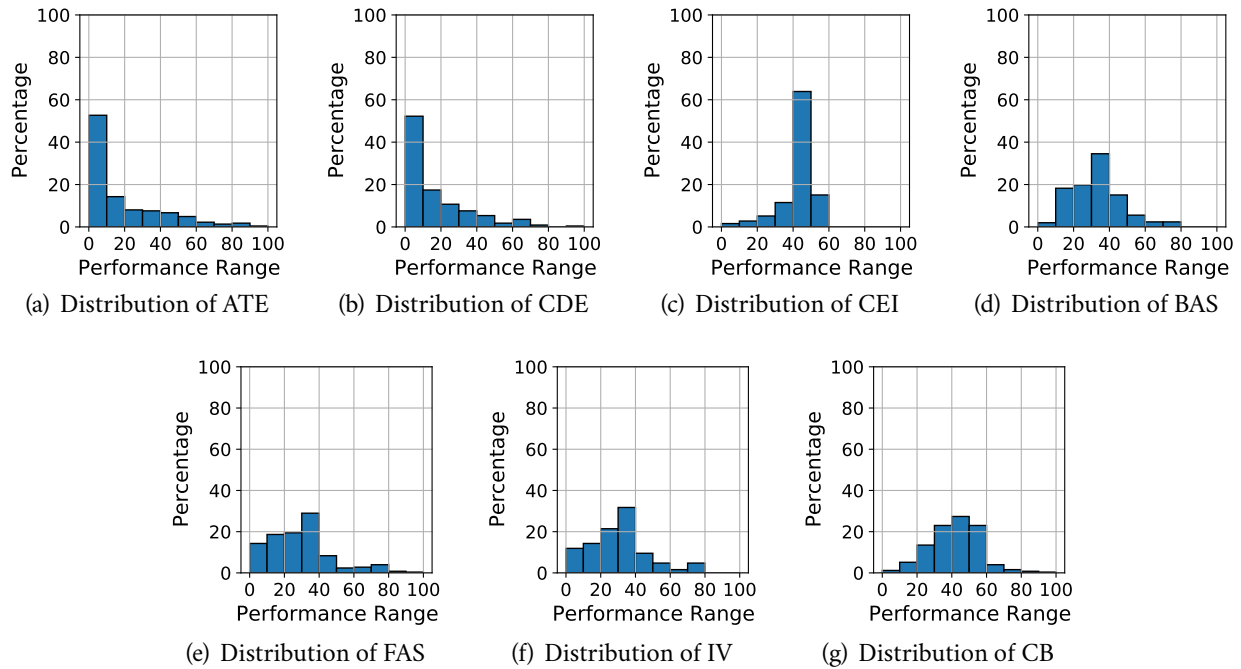 100
80
60
40
20
0
Percentage
0 20 40 60 80 100
Performance Range
(a) Distribution of ATE
100
80
60
40
20
0
Percentage
0 20 40 60 80 100
Performance Range
(b) Distribution of CDE
100
80
60
40
20
0
Percentage
0 20 40 60 80 100
Performance Range
(c) Distribution of CEI
100
80
60
40
20
0
Percentage
0 20 40 60 80 100
Performance Range
(d) Distribution of BAS
100
80
60
40
20
0
Percentage
0 20 40 60 80 100
Performance Range
(e) Distribution of FAS
100
80
60
40
20
0
Percentage
0 20 40 60 80 100
Performance Range
(f) Distribution of IV
100
80
60
40
20
0
Percentage
0 20 40 60 80 100
Performance Range
(g) Distribution of CB